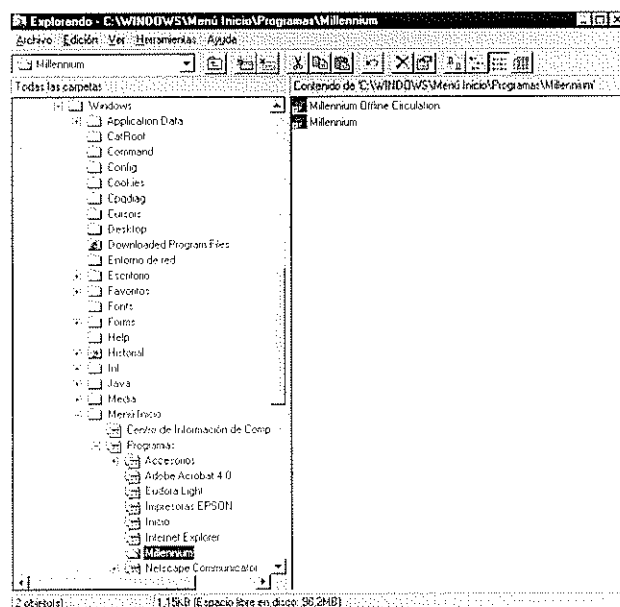 Explorando - C:\WINDOWS\Menú Inicio\Programas\Millennium
Archivo Edición Ver Herramientas Ayuda
Millennium
Todas las carpetas Contenido de 'C:\WINDOWS\Menú Inicio\Programas\Millennium'
Windows
Application Data
CatRoot
Command
Config
Cookies
Cpqdiag
Cursors
Desktop
Downloaded Program Files
Entorno de red
Escritorio
Favoritos
Fonts
Forms
Help
Historial
Inf
Java
Media
Menú Inicio
Centro de Información de Comp
Programas
Accesorios
Adobe Acrobat 4.0
Eudora Light
Impresoras EPSON
Inicio
Internet Explorer
Millennium
Netscape Communicator
Millennium Offline Circulation
Millennium
2 objeto(s) 1,15KB (Espacio libre en disco: 96,2MB)